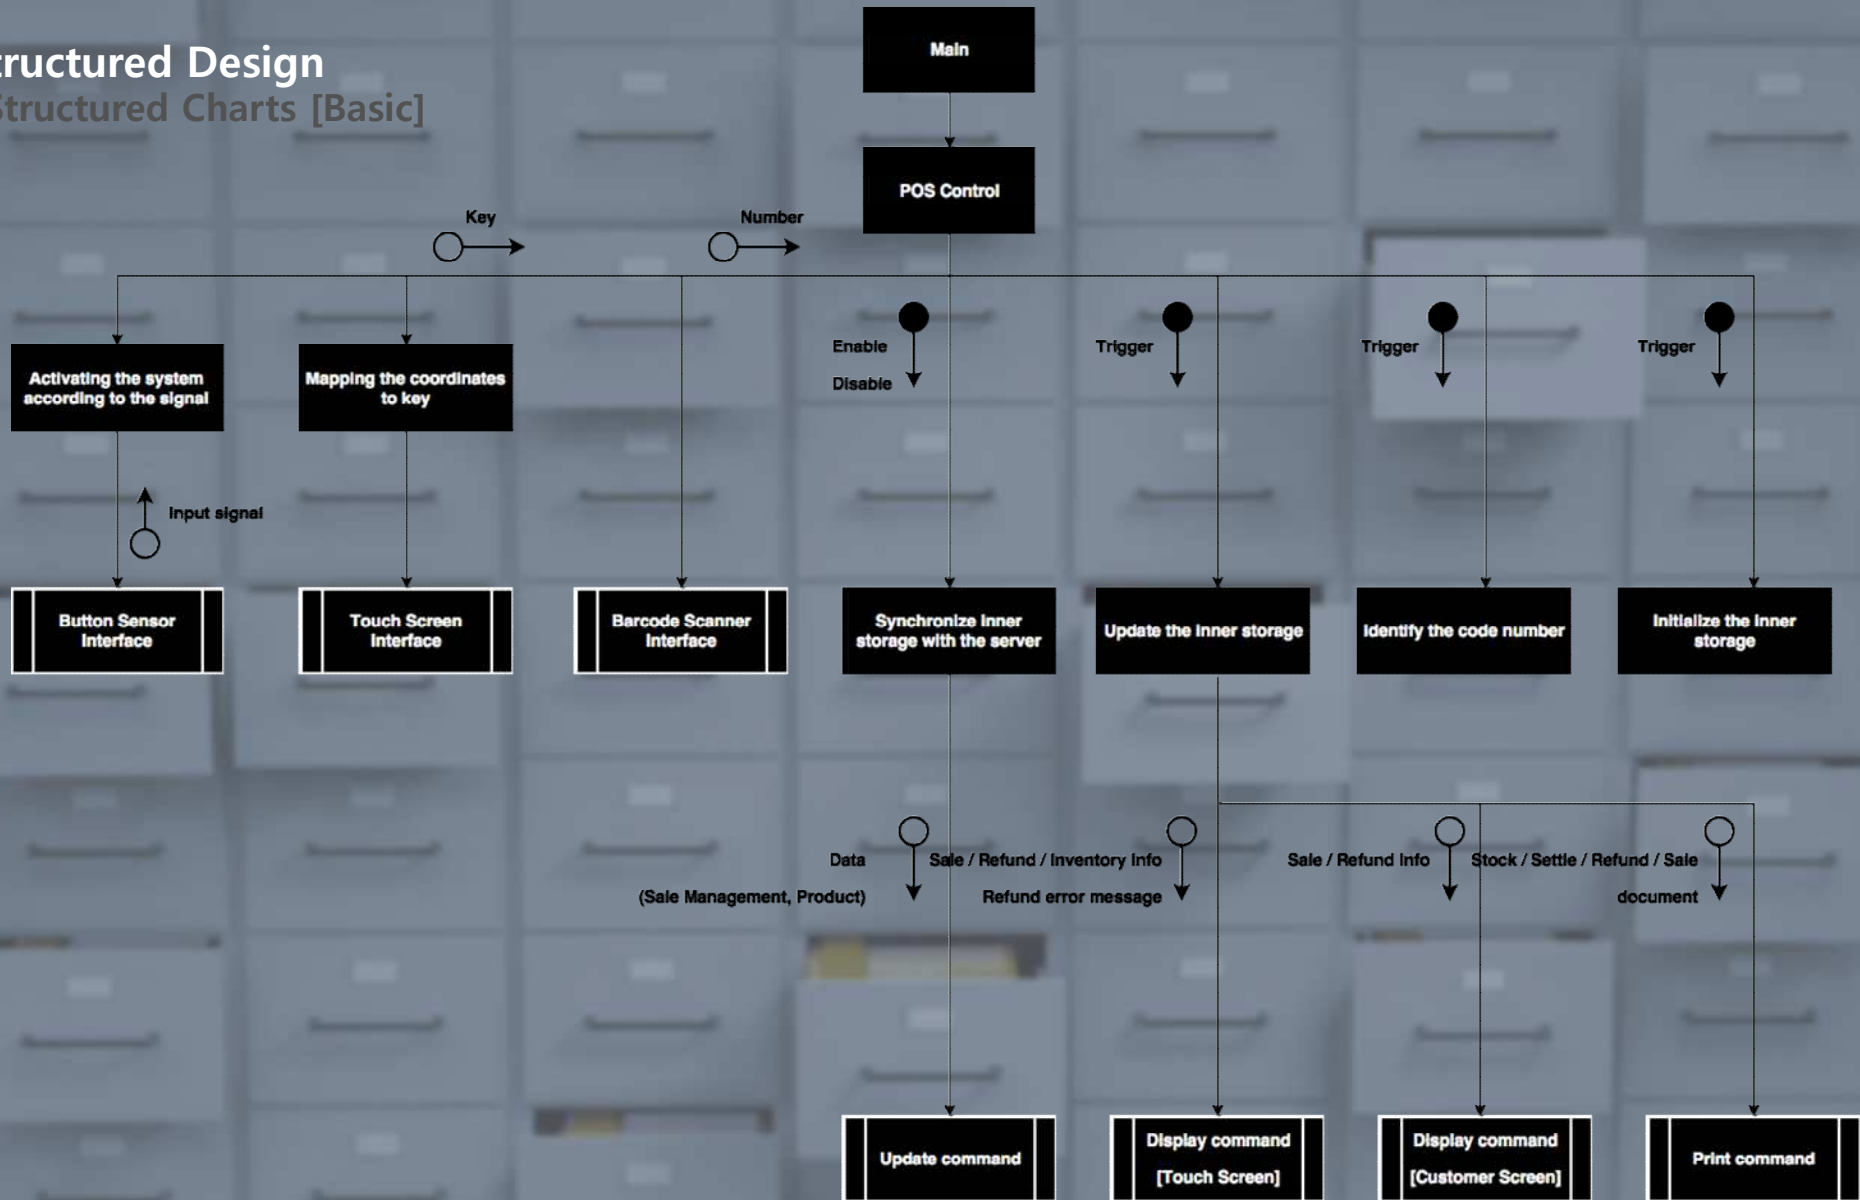 tructured Design
Structured Charts [Basic]
Main
POS Control
Key
Number
Enable
Disable
Trigger
Trigger
Trigger
Activating the system
according to the signal
Mapping the coordinates
to key
Input signal
Button Sensor
Interface
Touch Screen
Interface
Barcode Scanner
Interface
Synchronize inner
storage with the server
Update the inner storage
Identify the code number
Initialize the inner
storage
Data
(Sale Management, Product)
Sale / Refund / Inventory Info
Refund error message
Sale / Refund Info
Stock / Settle / Refund / Sale
document
Update command
Display command
[Touch Screen]
Display command
[Customer Screen]
Print command